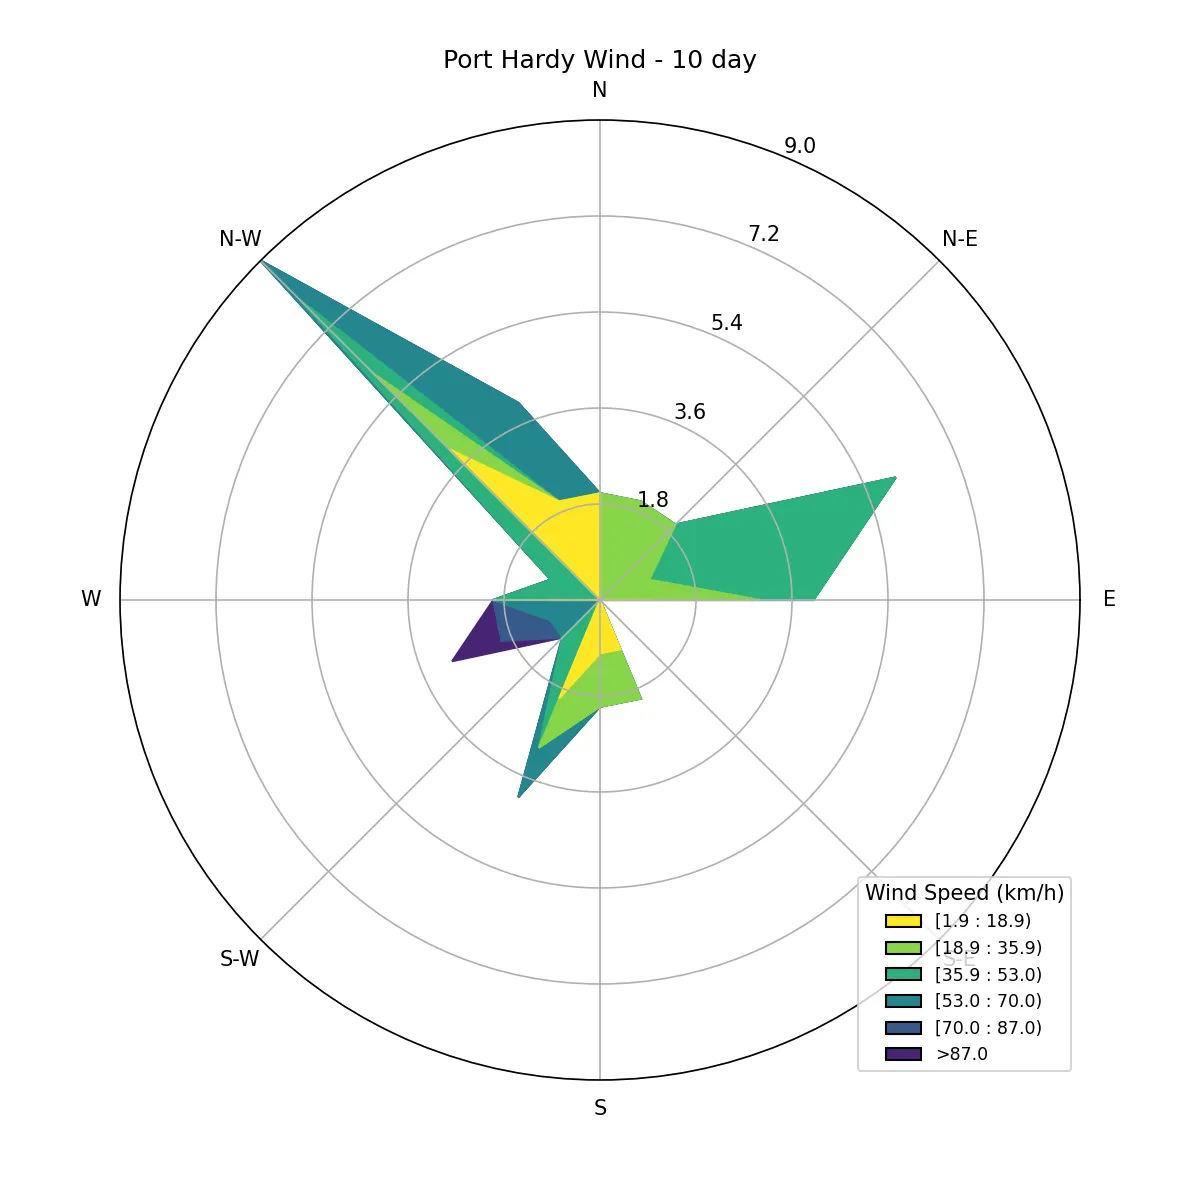 Port Hardy Wind - 10 day
N
9.0
N-W
N-E
7.2
5.4
3.6
1.8
W
E
S-W
S-E
S
Wind Speed (km/h)
[1.9 : 18.9)
[18.9 : 35.9)
[35.9 : 53.0)
[53.0 : 70.0)
[70.0 : 87.0)
>87.0